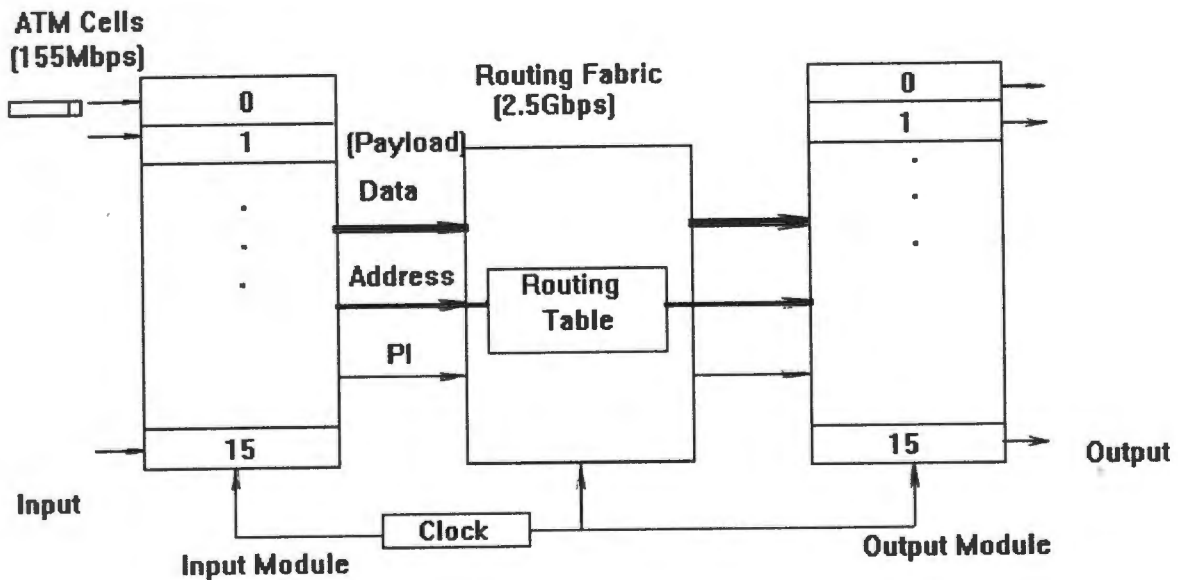 ATM Cells
(155Mbps)
0
1
15
Input
Input Module
(Payload)
Data
Address
PI
Routing Fabric
(2.5Gbps)
Routing
Table
Clock
0
1
15
Output
Output Module